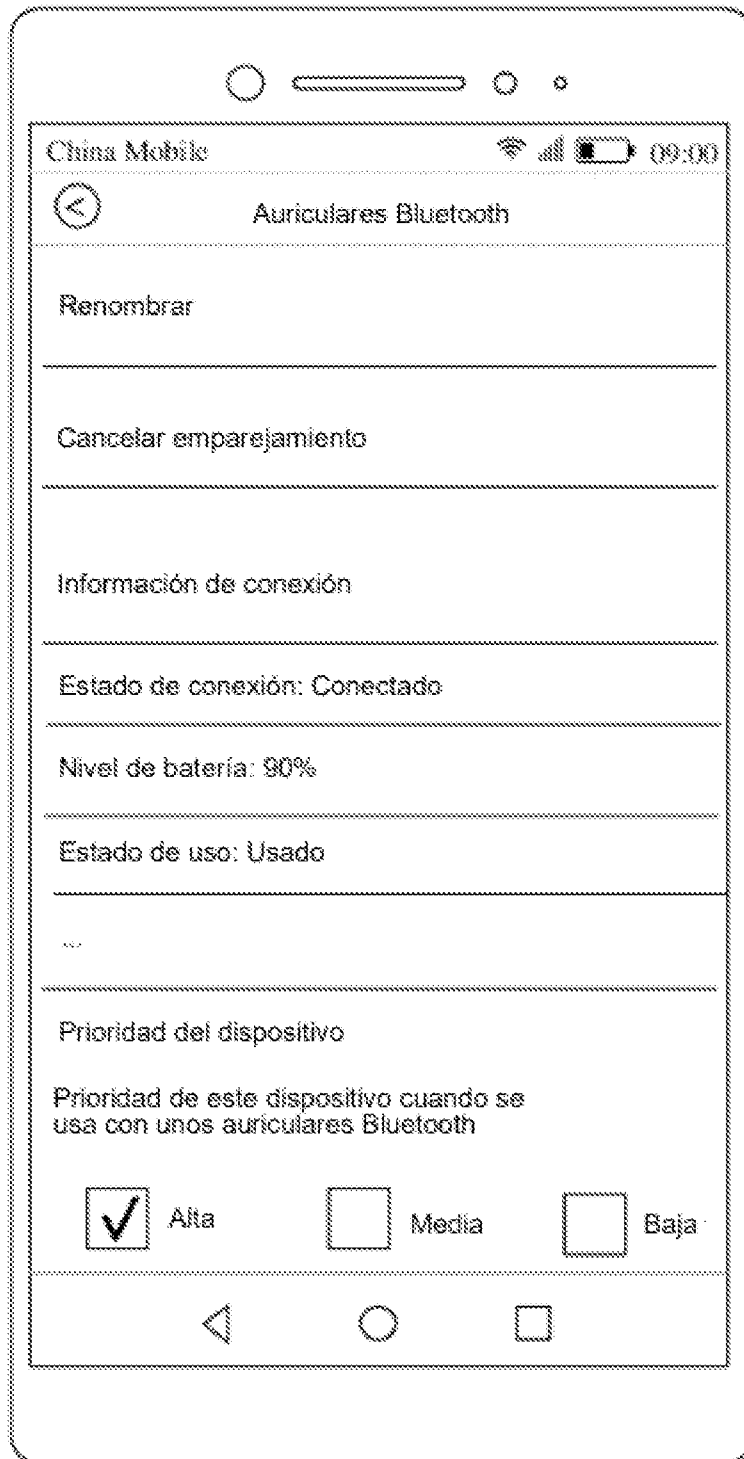 China Mobile 09:00
Auriculares Bluetooth
Renombrar
Cancelar emparejamiento
Información de conexión
Estado de conexión: Conectado
Nivel de batería: 90%
Estado de uso: Usado
...
Prioridad del dispositivo
Prioridad de este dispositivo cuando se
usa con unos auriculares Bluetooth
Alta Media Baja